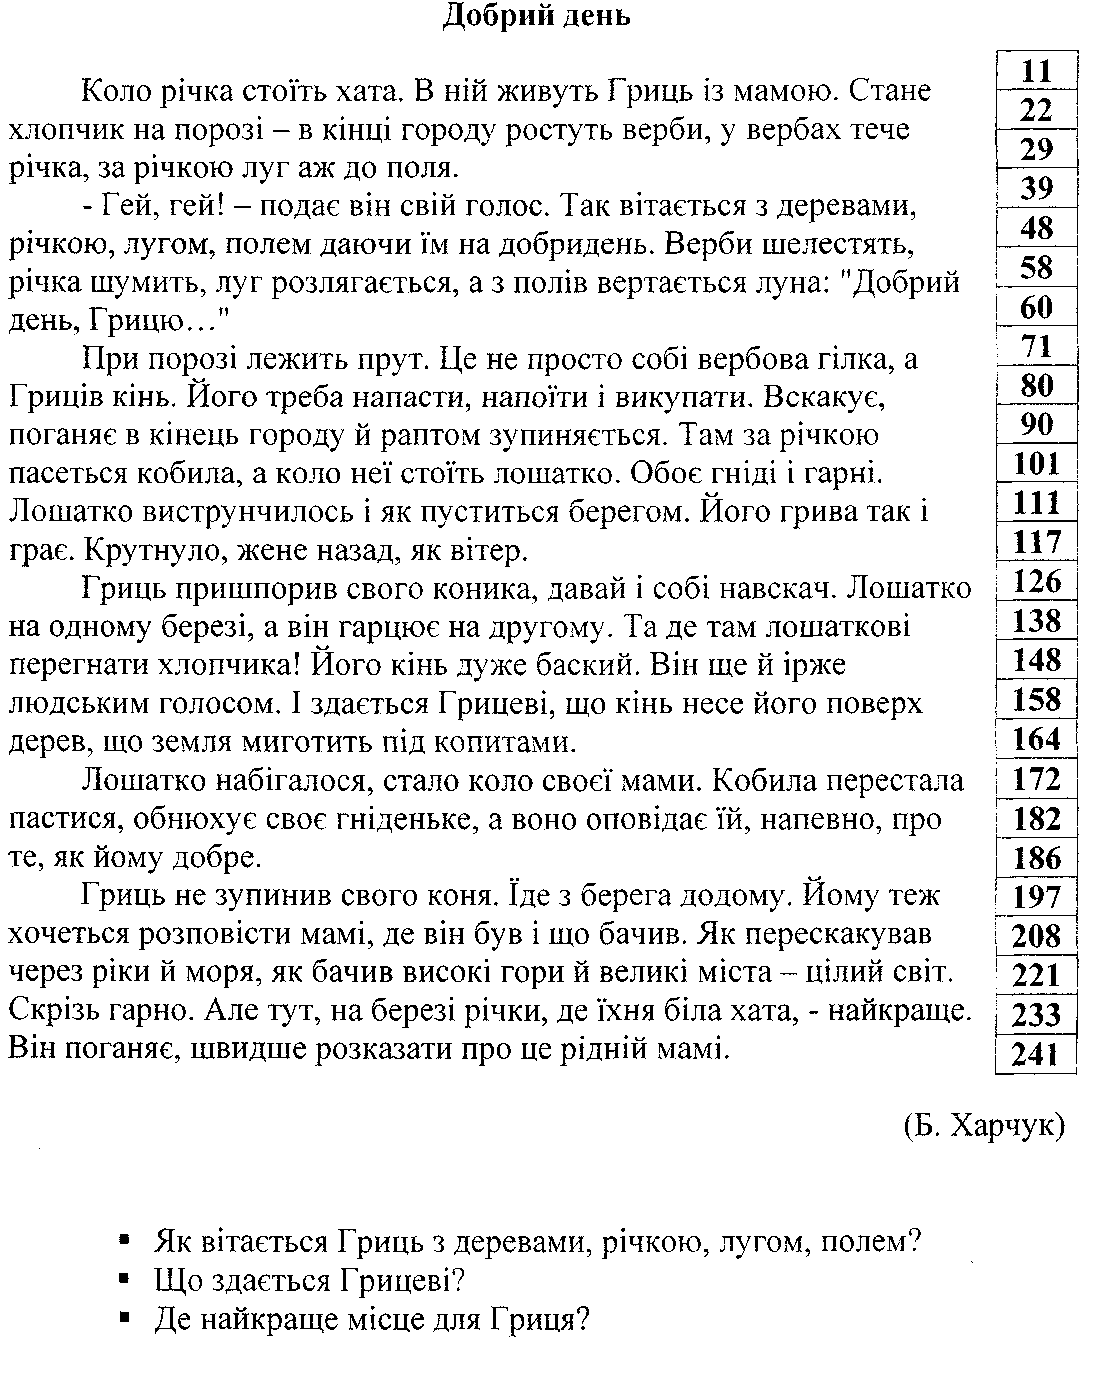 Добрий день
Коло річка стоїть хата. В ній живуть Гриць із мамою. Стане 11
хлопчик на порозі – в кінці городу ростуть верби, у вербах тече 22
річка, за річкою луг аж до поля. 29
- Гей, гей! – подає він свій голос. Так вітається з деревами, 39
річкою, лугом, полем даючи їм на добридень. Верби шелестять, 48
річка шумить, луг розлягається, а з полів вертається луна: "Добрий 58
день, Грицю…" 60
При порозі лежить прут. Це не просто собі вербова гілка, а 71
Гриців кінь. Його треба напасти, напоїти і викупати. Вскакує, 80
поганяє в кінець городу й раптом зупиняється. Там за річкою 90
пасеться кобила, а коло неї стоїть лошатко. Обоє гніді і гарні. 101
Лошатко виструнчилось і як пуститься берегом. Його грива так і 111
грає. Крутнуло, жене назад, як вітер. 117
Гриць пришпорив свого коника, давай і собі навскач. Лошатко 126
на одному березі, а він гарцює на другому. Та де там лошаткові 138
перегнати хлопчика! Його кінь дуже баский. Він ще й ірже 148
людським голосом. І здається Грицеві, що кінь несе його поверх 158
дерев, що земля миготить під копитами. 164
Лошатко набігалося, стало коло своєї мами. Кобила перестала 172
пастися, обнюхує своє гніденьке, а воно оповідає їй, напевно, про 182
те, як йому добре. 186
Гриць не зупинив свого коня. Їде з берега додому. Йому теж 197
хочеться розповісти мамі, де він був і що бачив. Як перескакував 208
через ріки й моря, як бачив високі гори й великі міста – цілий світ. 221
Скрізь гарно. Але тут, на березі річки, де їхня біла хата, - найкраще. 233
Він поганяє, швидше розказати про це рідній мамі. 241
(Б. Харчук)
▪ Як вітається Гриць з деревами, річкою, лугом, полем?
▪ Що здається Грицеві?
▪ Де найкраще місце для Гриця?